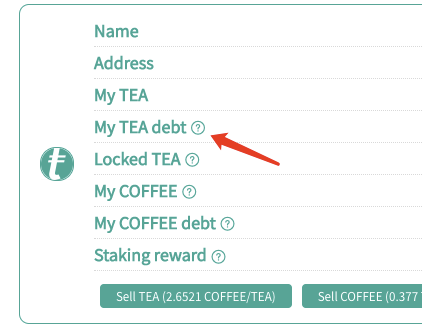 Name
Address
My TEA
My TEA debt ?
Locked TEA ?
My COFFEE ?
My COFFEE debt ?
Staking reward ?
Sell TEA (2.6521 COFFEE/TEA) Sell COFFEE (0.377